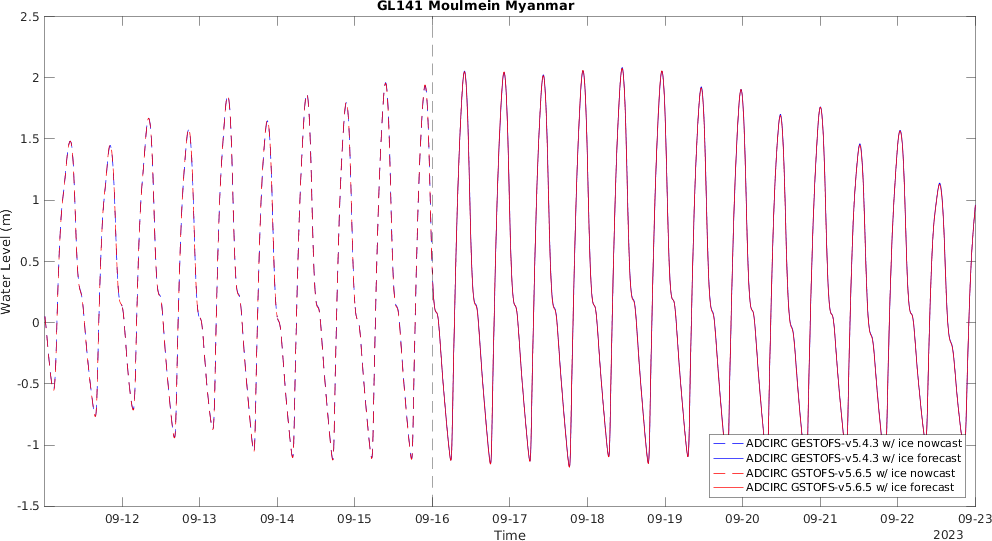 GL141 Moulmein Myanmar
2.5
2
1.5
1
0.5
0
-0.5
-1
-1.5
Water Level (m)
ADCIRC GESTOFS-v5.4.3 w/ ice nowcast
ADCIRC GESTOFS-v5.4.3 w/ ice forecast
ADCIRC GSTOFS-v5.6.5 w/ ice nowcast
ADCIRC GSTOFS-v5.6.5 w/ ice forecast
09-12 09-13 09-14 09-15 09-16 09-17 09-18 09-19 09-20 09-21 09-22 09-23
Time
2023